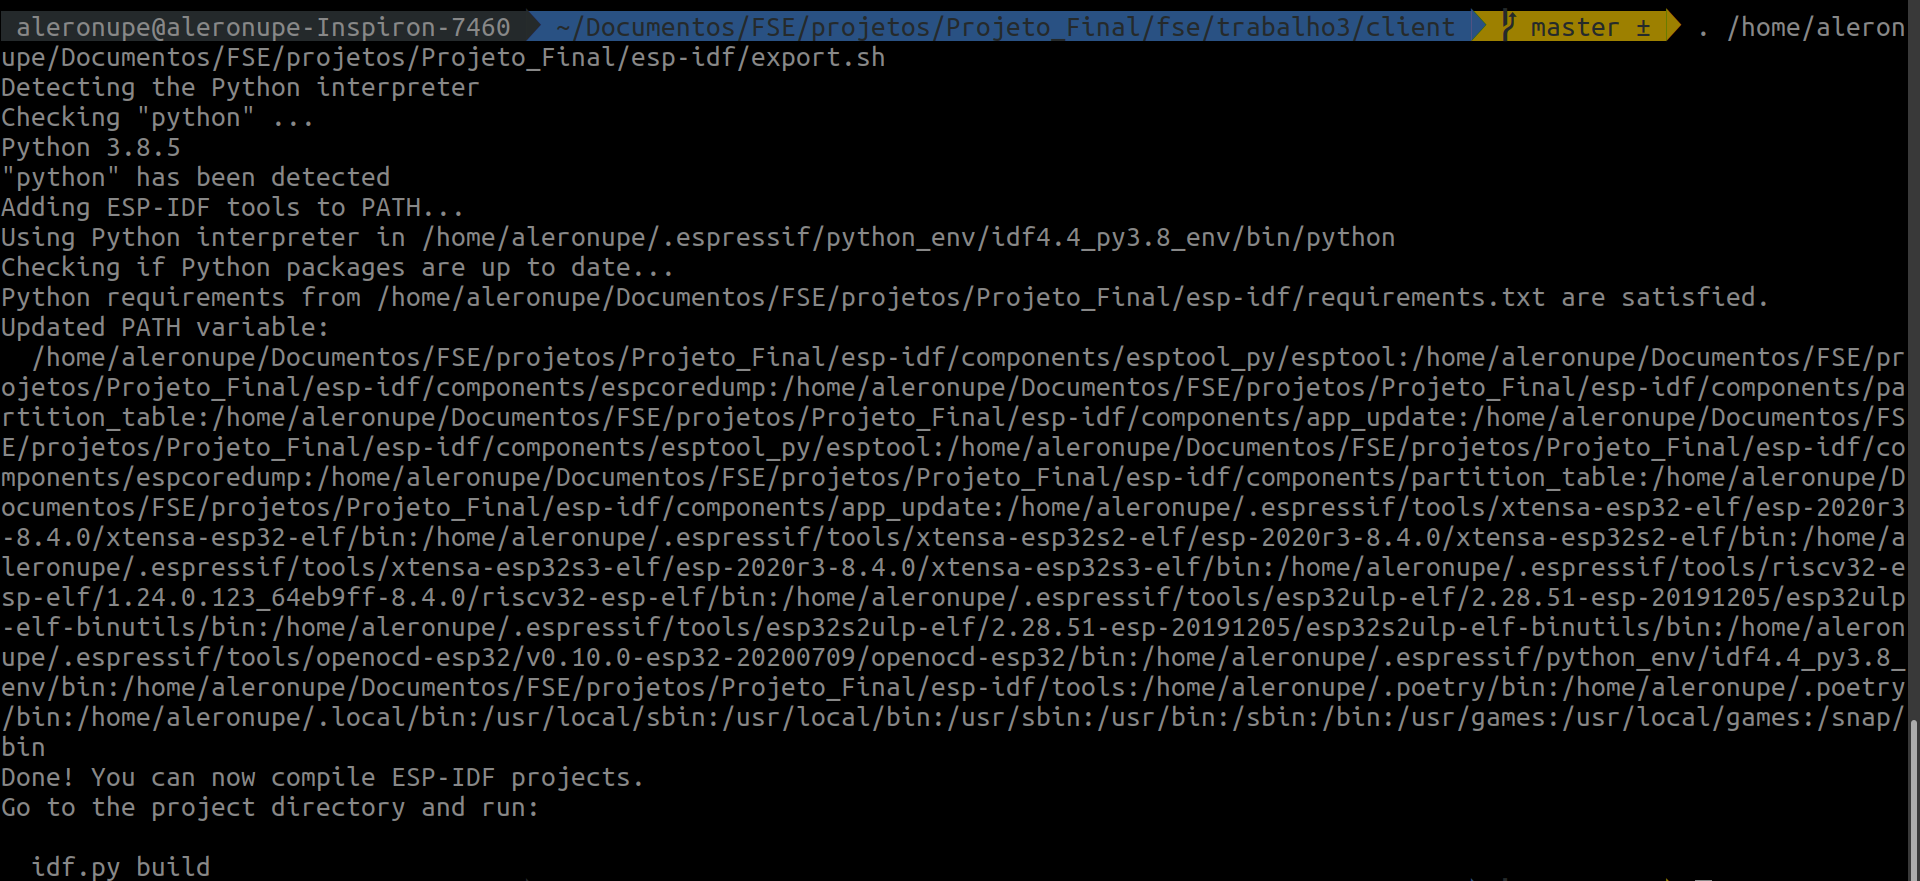 aleronupe@aleronupe-Inspiron-7460 ~/Documentos/FSE/projetos/Projeto_Final/fse/trabalho3/client master ± . /home/aleron
upe/Documentos/FSE/projetos/Projeto_Final/esp-idf/export.sh
Detecting the Python interpreter
Checking "python" ...
Python 3.8.5
"python" has been detected
Adding ESP-IDF tools to PATH...
Using Python interpreter in /home/aleronupe/.espressif/python_env/idf4.4_py3.8_env/bin/python
Checking if Python packages are up to date...
Python requirements from /home/aleronupe/Documentos/FSE/projetos/Projeto_Final/esp-idf/requirements.txt are satisfied.
Updated PATH variable:
/home/aleronupe/Documentos/FSE/projetos/Projeto_Final/esp-idf/components/esptool_py/esptool:/home/aleronupe/Documentos/FSE/pr
ojetos/Projeto_Final/esp-idf/components/espcoredump:/home/aleronupe/Documentos/FSE/projetos/Projeto_Final/esp-idf/components/pa
rtition_table:/home/aleronupe/Documentos/FSE/projetos/Projeto_Final/esp-idf/components/app_update:/home/aleronupe/Documentos/FS
E/projetos/Projeto_Final/esp-idf/components/esptool_py/esptool:/home/aleronupe/Documentos/FSE/projetos/Projeto_Final/esp-idf/co
mponents/espcoredump:/home/aleronupe/Documentos/FSE/projetos/Projeto_Final/esp-idf/components/partition_table:/home/aleronupe/D
ocumentos/FSE/projetos/Projeto_Final/esp-idf/components/app_update:/home/aleronupe/.espressif/tools/xtensa-esp32-elf/esp-2020r3
-8.4.0/xtensa-esp32-elf/bin:/home/aleronupe/.espressif/tools/xtensa-esp32s2-elf/esp-2020r3-8.4.0/xtensa-esp32s2-elf/bin:/home/a
leronupe/.espressif/tools/xtensa-esp32s3-elf/esp-2020r3-8.4.0/xtensa-esp32s3-elf/bin:/home/aleronupe/.espressif/tools/riscv32-e
sp-elf/1.24.0.123_64eb9ff-8.4.0/riscv32-esp-elf/bin:/home/aleronupe/.espressif/tools/esp32ulp-elf/2.28.51-esp-20191205/esp32ulp
-elf-binutils/bin:/home/aleronupe/.espressif/tools/esp32s2ulp-elf/2.28.51-esp-20191205/esp32s2ulp-elf-binutils/bin:/home/aleron
upe/.espressif/tools/openocd-esp32/v0.10.0-esp32-20200709/openocd-esp32/bin:/home/aleronupe/.espressif/python_env/idf4.4_py3.8_
env/bin:/home/aleronupe/Documentos/FSE/projetos/Projeto_Final/esp-idf/tools:/home/aleronupe/.poetry/bin:/home/aleronupe/.poetry
/bin:/home/aleronupe/.local/bin:/usr/local/sbin:/usr/local/bin:/usr/sbin:/usr/bin:/sbin:/bin:/usr/games:/usr/local/games:/snap/
bin
Done! You can now compile ESP-IDF projects.
Go to the project directory and run:
idf.py build